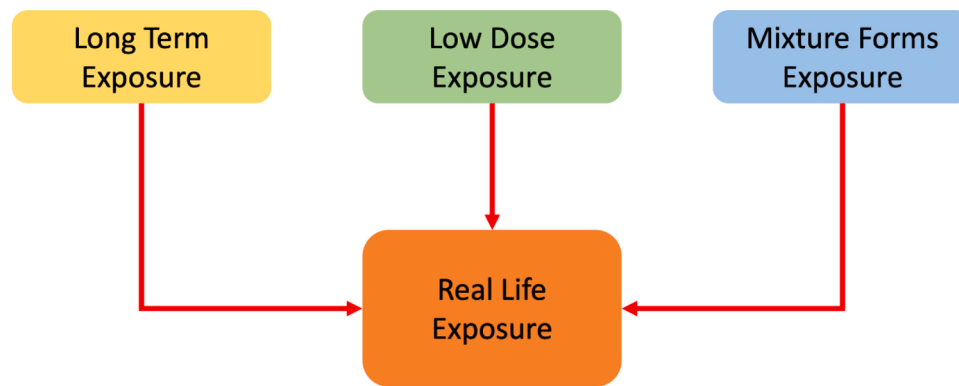 Long Term
Exposure
Low Dose
Exposure
Mixture Forms
Exposure
Real Life
Exposure